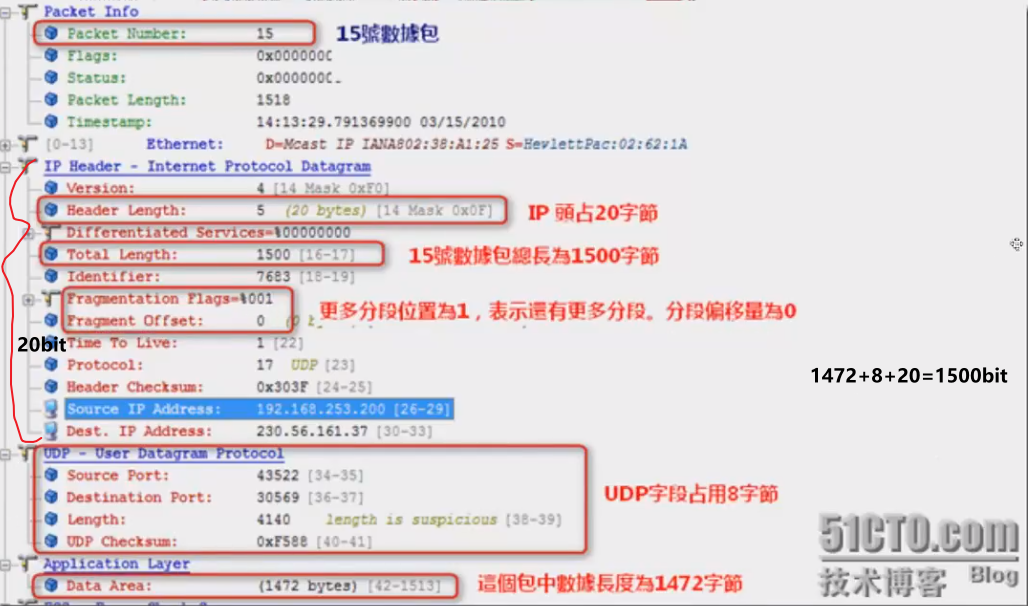 Packet Info
Packet Number: 15 15號數據包
Flags: 0x0000000
Status: 0x0000000
Packet Length: 1518
Timestamp: 14:13:29.791369900 03/15/2010
[0-13] Ethernet: D=Mcast IP IANA802:38:A1:25 S=HewlettPac:02:62:1A
IP Header - Internet Protocol Datagram
Version: 4 [14 Mask 0xF0]
Header Length: 5 (20 bytes) [14 Mask 0x0F] IP 頭占20字節
Differentiated Services=%00000000
Total Length: 1500 [16-17] 15號數據包總長為1500字節
Identifier: 7683 [18-19]
Fragmentation Flags=%001 更多分段位置為1,表示還有更多分段。分段偏移量為0
Fragment Offset: 0
20bit
Time To Live: 1 [22]
Protocol: 17 UDP [23]
1472+8+20=1500bit
Header Checksum: 0x303F [24-25]
Source IP Address: 192.168.253.200 [26-29]
Dest. IP Address: 230.56.161.37 [30-33]
UDP - User Datagram Protocol
Source Port: 43522 [34-35]
Destination Port: 30569 [36-37] UDP字段占用8字節
Length: 4140 length is suspicious [38-39]
UDP Checksum: 0xF588 [40-41]
Application Layer
Data Area: (1472 bytes) [42-1513] 這個包中數據長度為1472字節
51CTO.com
技术博客 Blog